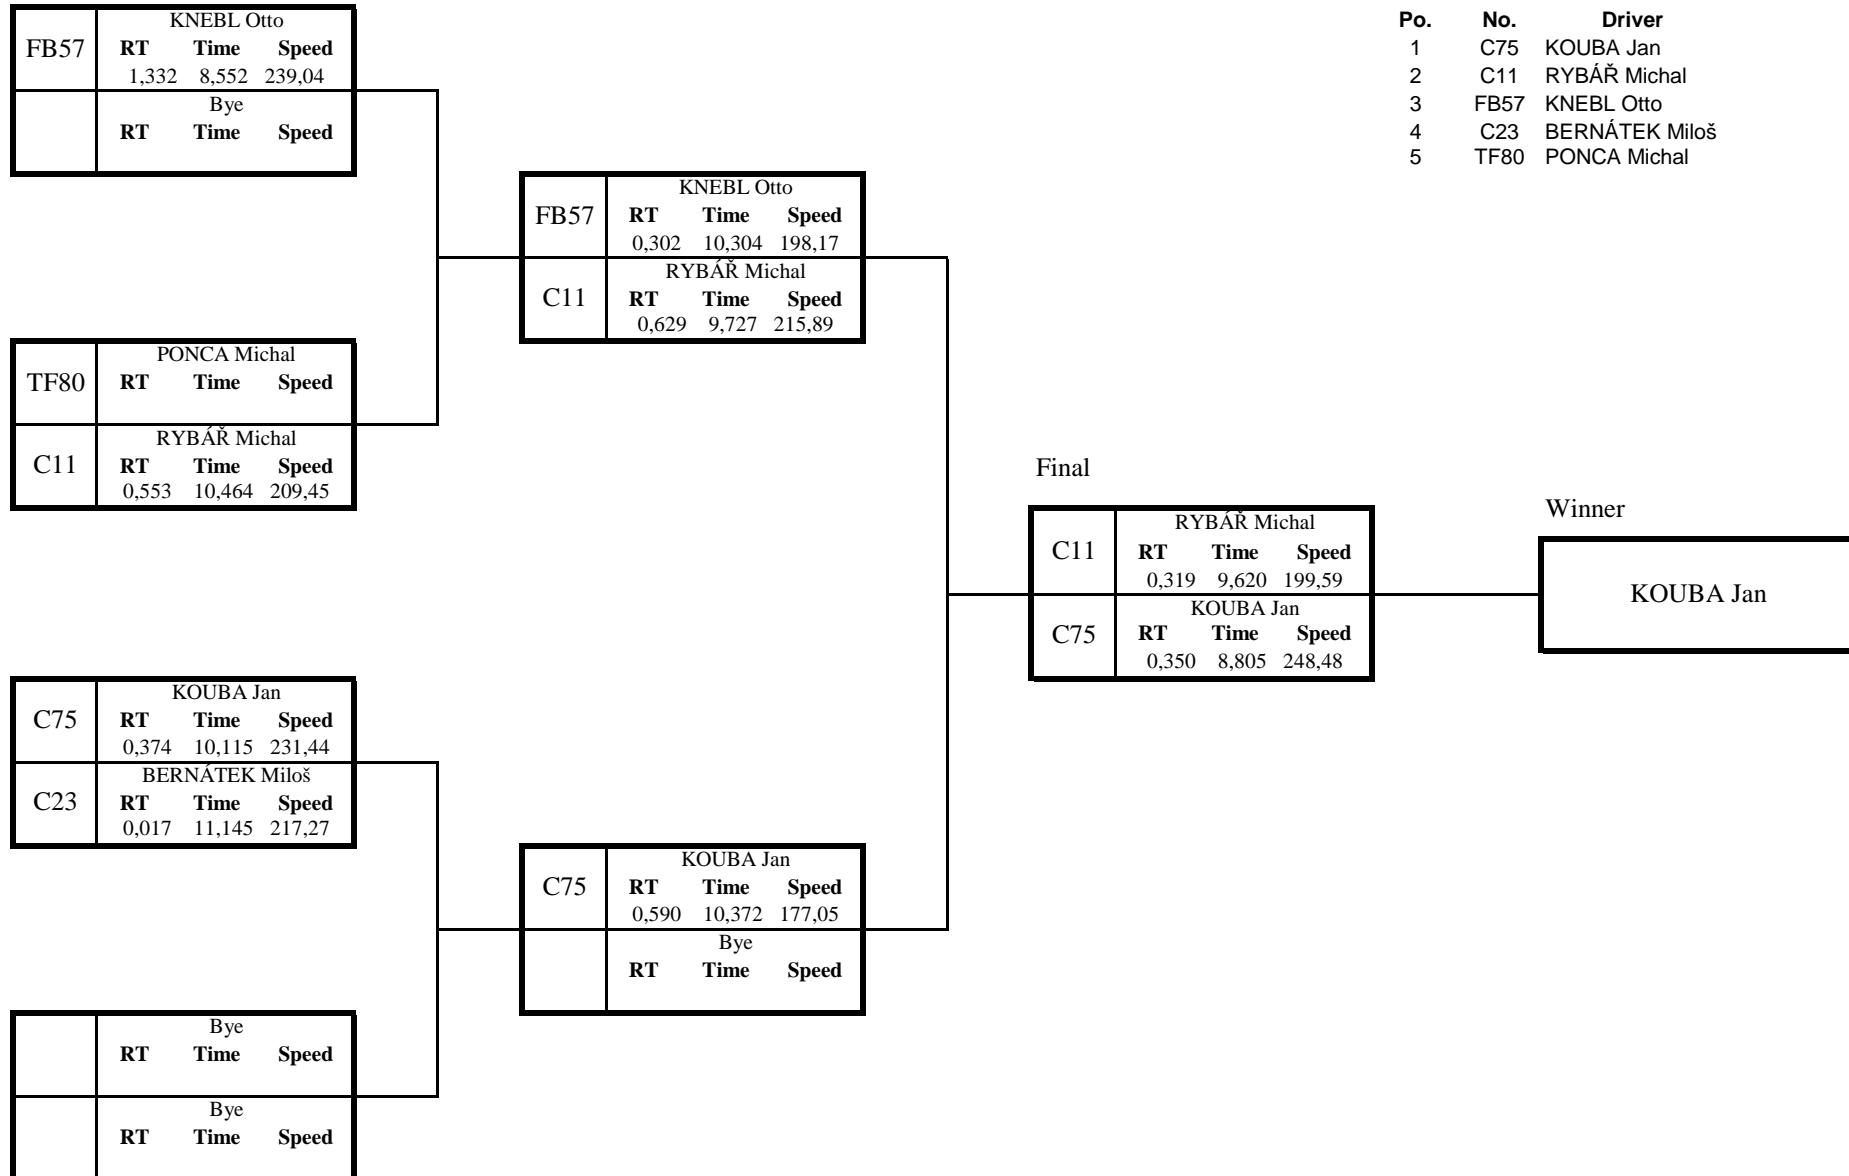 KNEBL Otto
FB57 RT Time Speed
1,332 8,552 239,04
Bye
RT Time Speed
TF80 PONCA Michal
RT Time Speed
RYBÁŘ Michal
C11 RT Time Speed
0,553 10,464 209,45
KOUBA Jan
C75 RT Time Speed
0,374 10,115 231,44
BERNÁTEK Miloš
C23 RT Time Speed
0,017 11,145 217,27
Bye
RT Time Speed
Bye
RT Time Speed
KNEBL Otto
FB57 RT Time Speed
0,302 10,304 198,17
RYBÁŘ Michal
C11 RT Time Speed
0,629 9,727 215,89
KOUBA Jan
C75 RT Time Speed
0,590 10,372 177,05
Bye
RT Time Speed
Final
RYBÁŘ Michal
C11 RT Time Speed
0,319 9,620 199,59
KOUBA Jan
C75 RT Time Speed
0,350 8,805 248,48
Winner
KOUBA Jan
Po. No. Driver
1 C75 KOUBA Jan
2 C11 RYBÁŘ Michal
3 FB57 KNEBL Otto
4 C23 BERNÁTEK Miloš
5 TF80 PONCA Michal